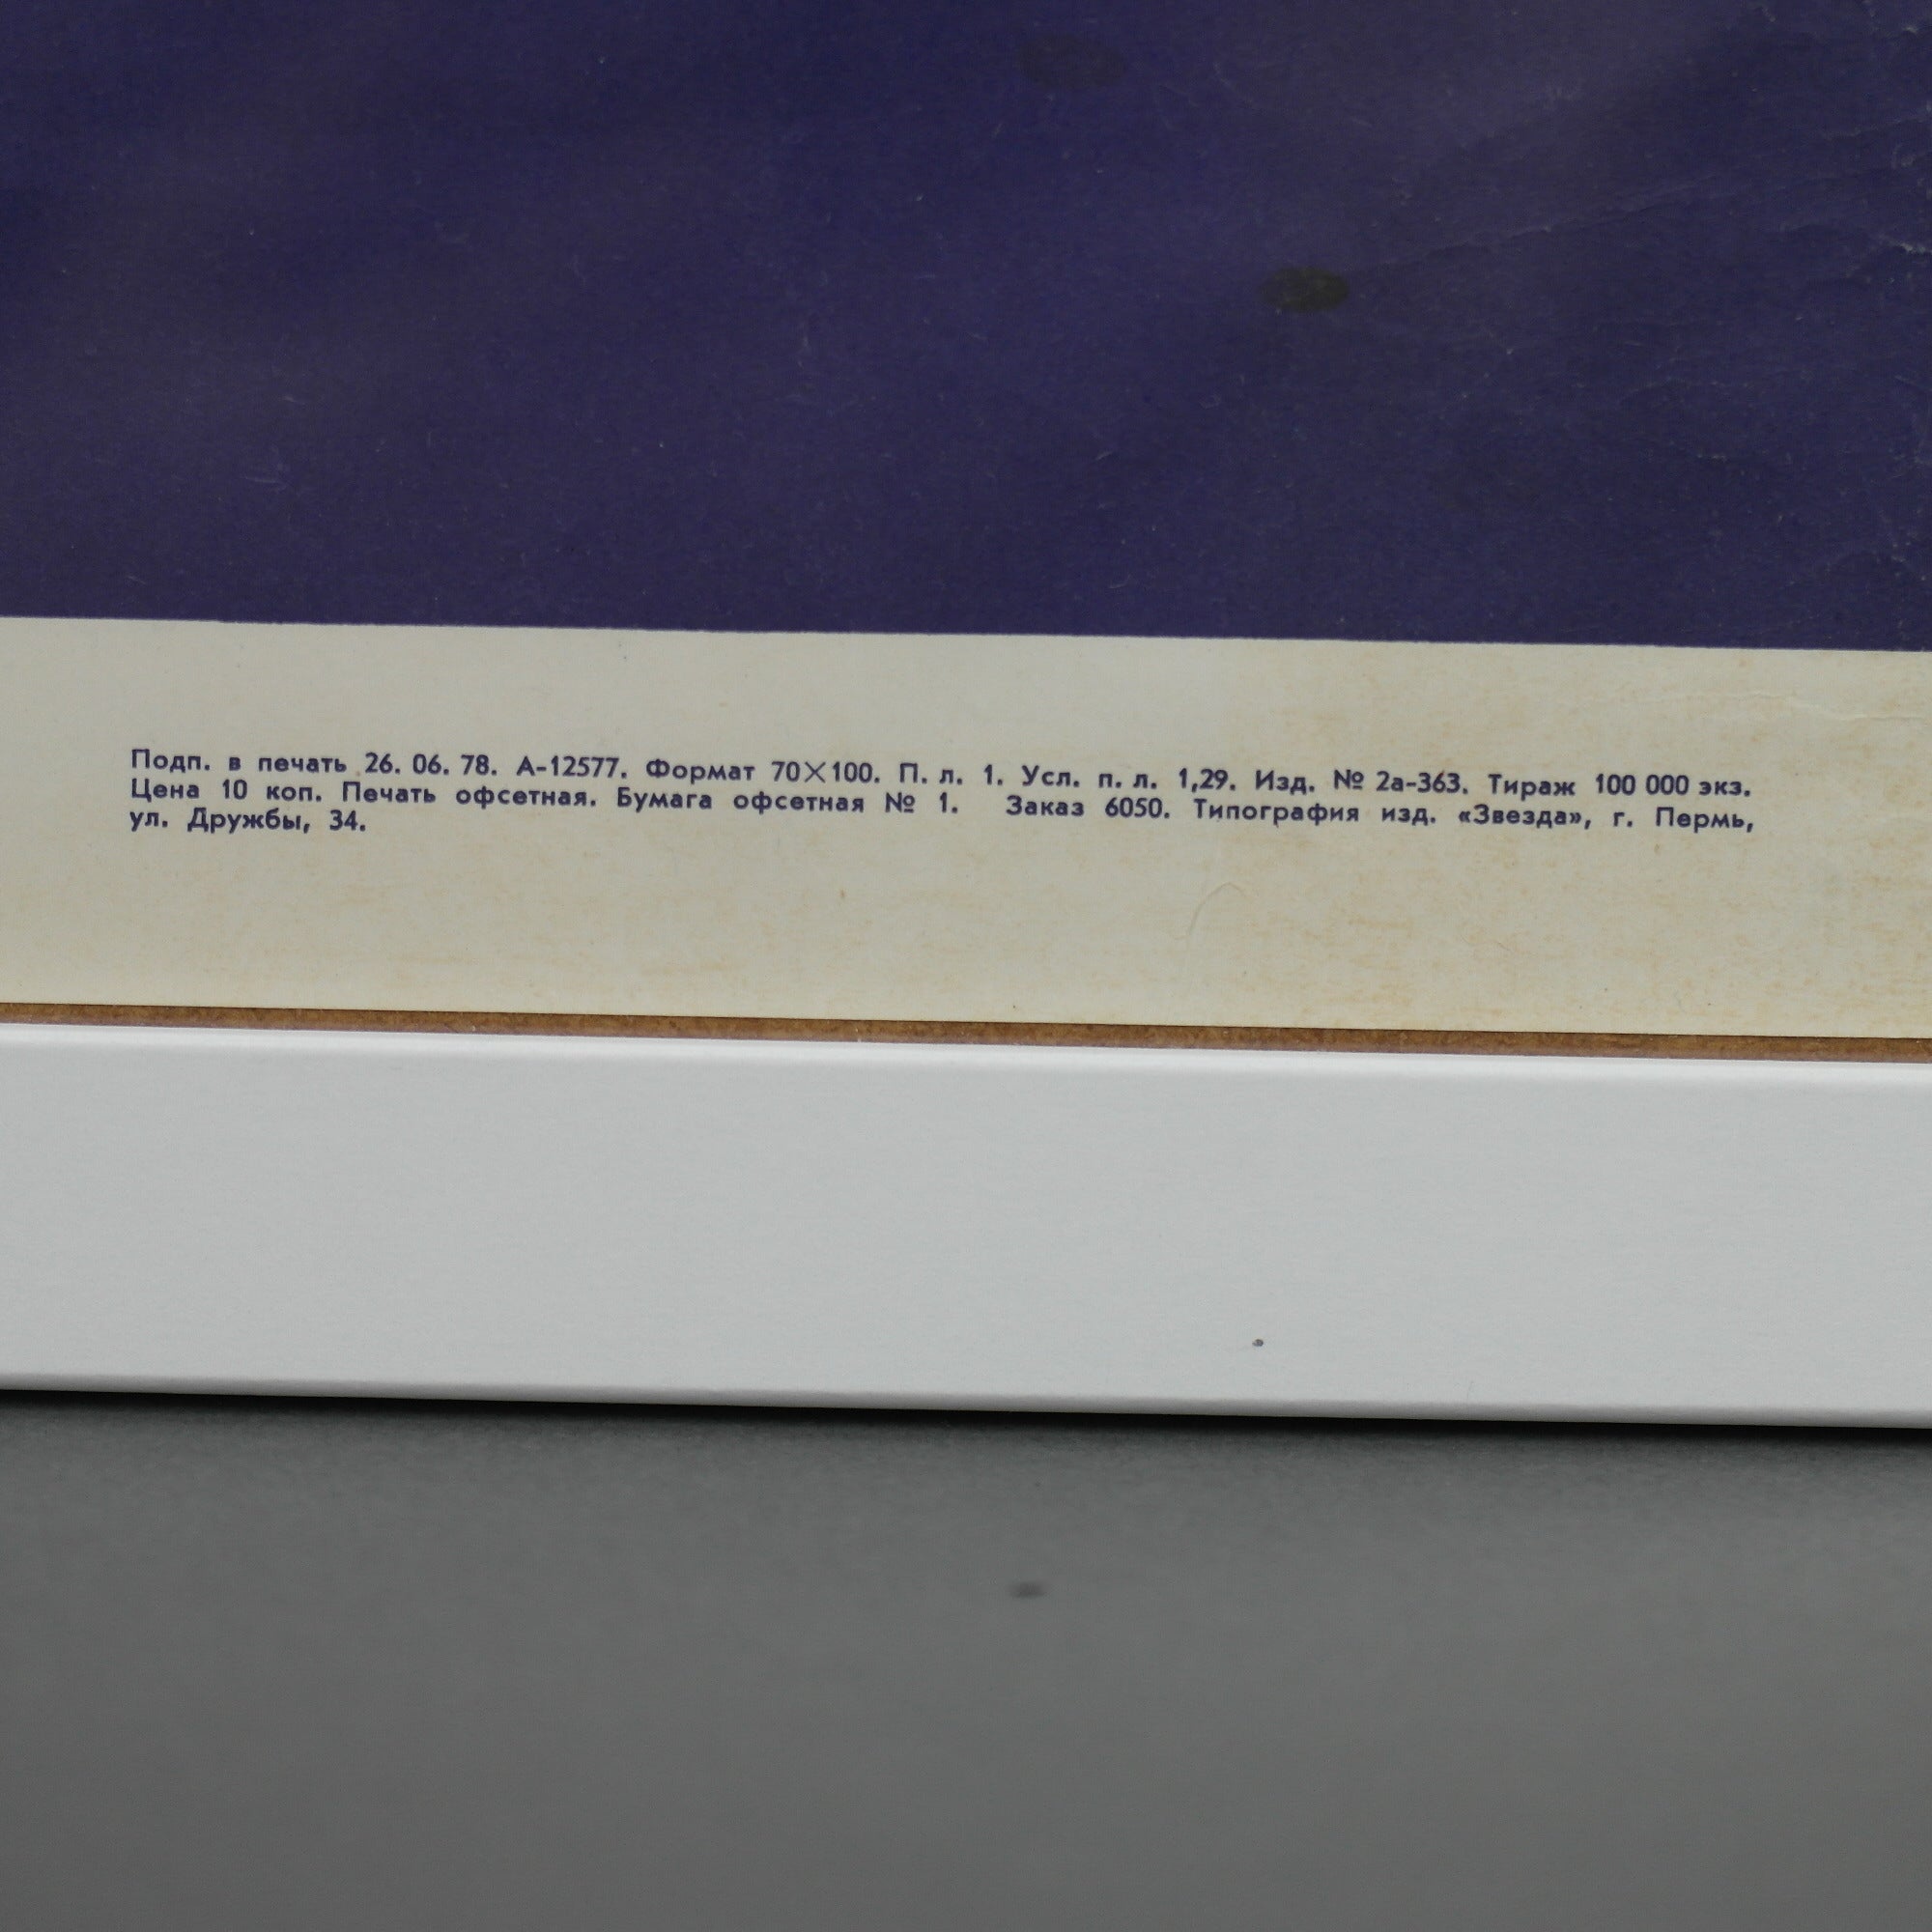 Подп. в печать 26. 06. 78. А-12577. Формат 70×100. П. л. 1. Усл. п. л. 1,29. Изд. № 2а-363. Тираж 100 000 экз.
Цена 10 коп. Печать офсетная. Бумага офсетная № 1. Заказ 6050. Типография изд. «Звезда», г. Пермь,
ул. Дружбы, 34.